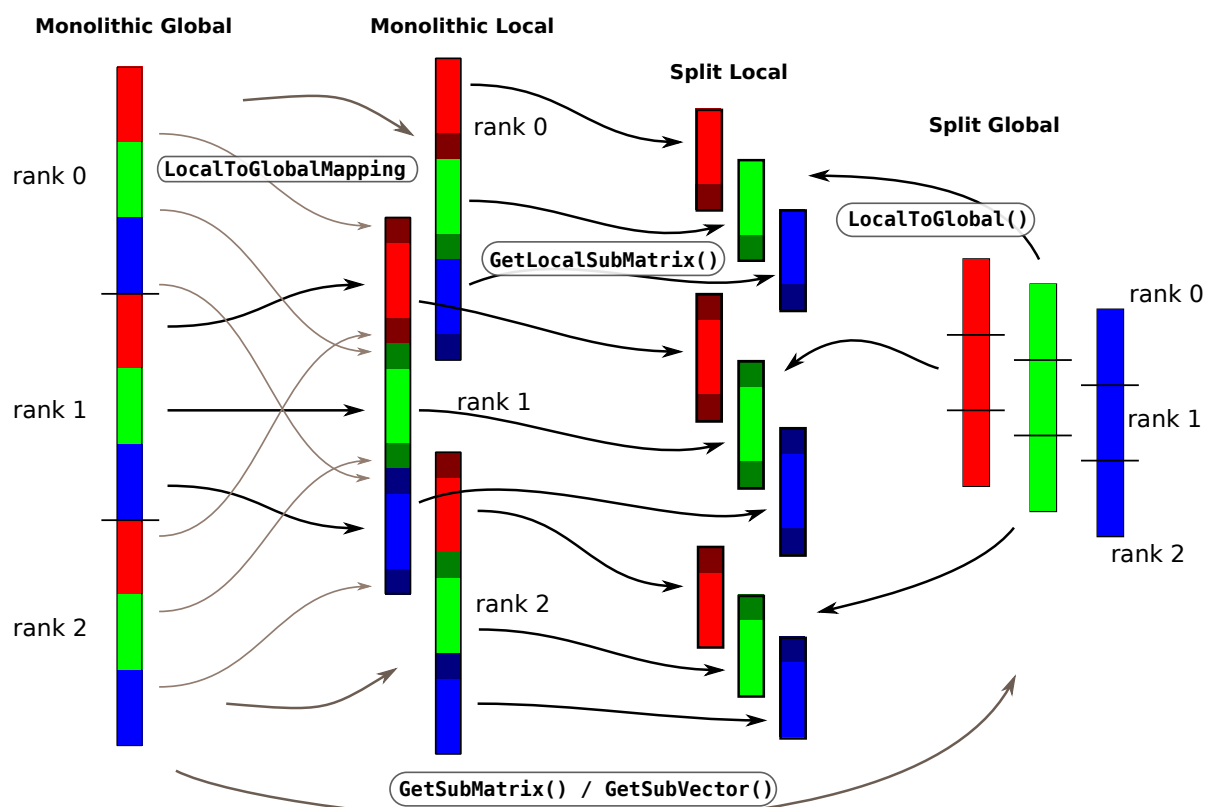 Monolithic Global
Monolithic Local
Split Local
Split Global
rank 0
LocalToGlobalMapping
rank 1
rank 2
rank 0
GetLocalSubMatrix()
rank 1
rank 2
LocalToGlobal()
rank 0
rank 1
rank 2
GetSubMatrix() / GetSubVector()